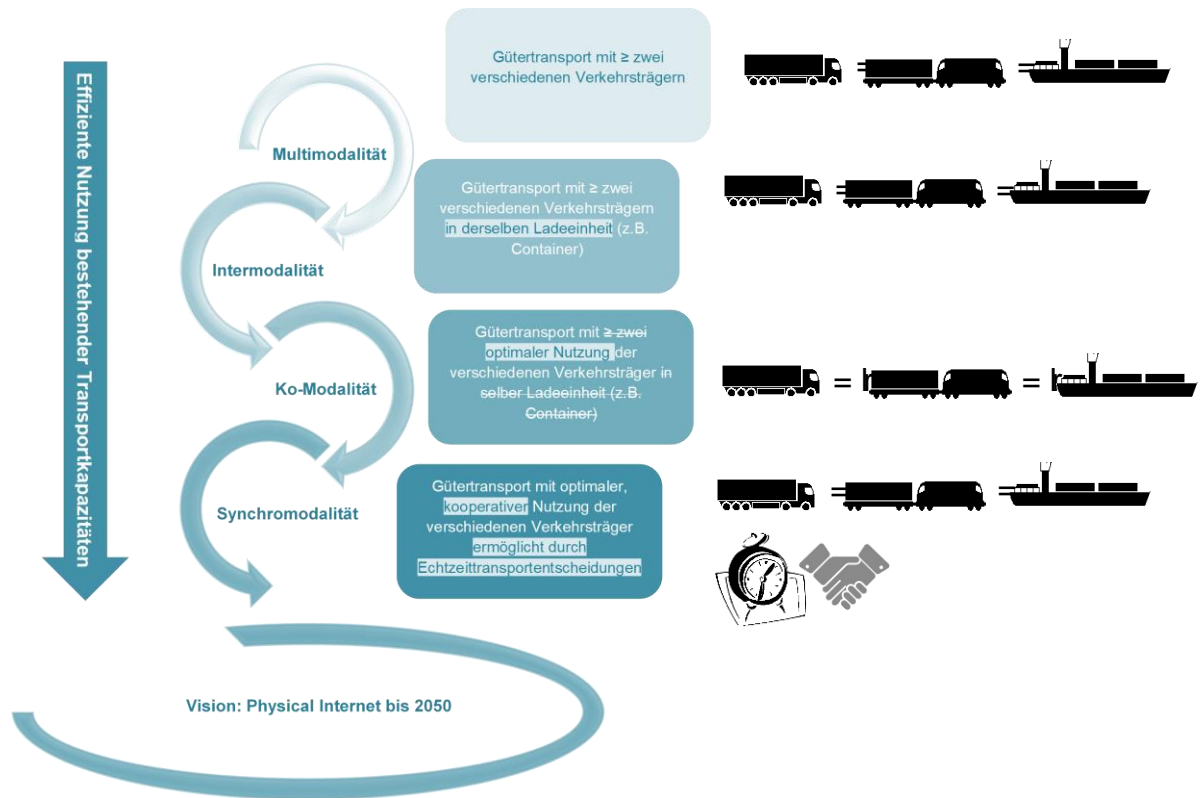 Effiziente Nutzung bestehender Transportkapazitäten
Multimodalität
Gütertransport mit ≥ zwei
verschiedenen Verkehrsträgern
Intermodalität
Gütertransport mit ≥ zwei
verschiedenen Verkehrsträgern
in derselben Ladeeinheit (z.B.
Container)
=
=
Ko-Modalität
Gütertransport mit ≥ zwei
optimaler Nutzung der
verschiedenen Verkehrsträger in
selber Ladeeinheit (z.B.
Container)
Synchromodalität
Gütertransport mit optimaler,
kooperativer Nutzung der
verschiedenen Verkehrsträger
ermöglicht durch
Echtzeittransportentscheidungen
Vision: Physical Internet bis 2050